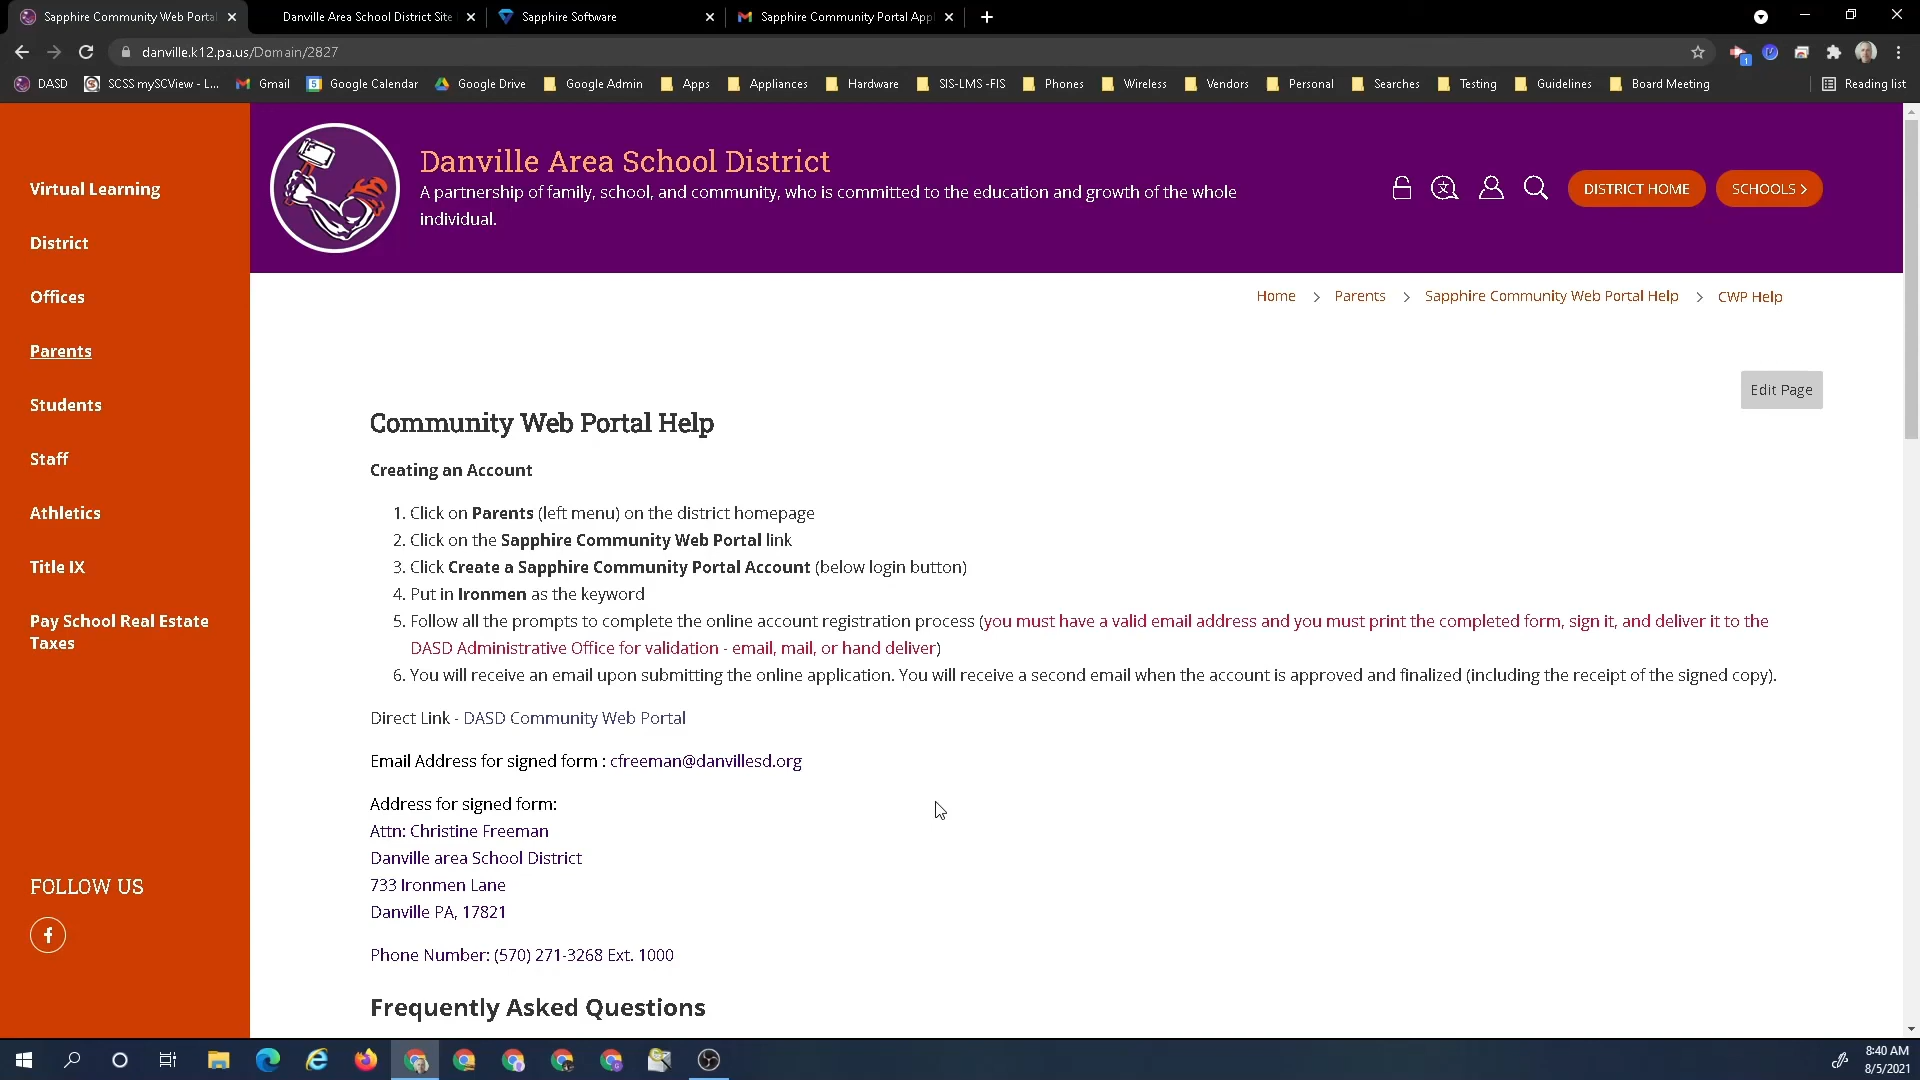 Sapphire Community Web Portal
Danville Area School District Site
Sapphire Software
Sapphire Community Portal Appl
danville.k12.pa.us/Domain/2827
DASD
SCSS mySCView - L...
Gmail
Google Calendar
Google Drive
Google Admin
Apps
Appliances
Hardware
SIS-LMS -FIS
Phones
Wireless
Vendors
Personal
Searches
Testing
Guidelines
Board Meeting
Reading list
Virtual Learning
District
Offices
Parents
Students
Staff
Athletics
Title IX
Pay School Real Estate
Taxes
FOLLOW US
Danville Area School District
A partnership of family, school, and community, who is committed to the education and growth of the whole
individual.
DISTRICT HOME
SCHOOLS >
Home > Parents > Sapphire Community Web Portal Help > CWP Help
Edit Page
Community Web Portal Help
Creating an Account
1. Click on Parents (left menu) on the district homepage
2. Click on the Sapphire Community Web Portal link
3. Click Create a Sapphire Community Portal Account (below login button)
4. Put in Ironmen as the keyword
5. Follow all the prompts to complete the online account registration process (you must have a valid email address and you must print the completed form, sign it, and deliver it to the
DASD Administrative Office for validation - email, mail, or hand deliver)
6. You will receive an email upon submitting the online application. You will receive a second email when the account is approved and finalized (including the receipt of the signed copy).
Direct Link - DASD Community Web Portal
Email Address for signed form : cfreeman@danvillesd.org
Address for signed form:
Attn: Christine Freeman
Danville area School District
733 Ironmen Lane
Danville PA, 17821
Phone Number: (570) 271-3268 Ext. 1000
Frequently Asked Questions
8:40 AM
8/5/2021